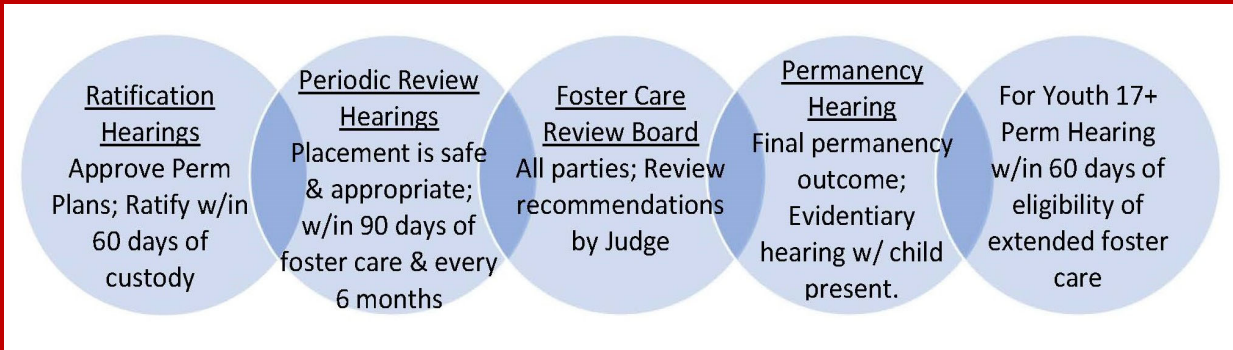 Ratification
Hearings
Approve Perm
Plans; Ratify w/in
60 days of
custody
Periodic Review
Hearings
Placement is safe
& appropriate;
w/in 90 days of
foster care & every
6 months
Foster Care
Review Board
All parties; Review
recommendations
by Judge
Permanency
Hearing
Final permanency
outcome;
Evidentiary
hearing w/ child
present.
For Youth 17+
Perm Hearing
w/in 60 days of
eligibility of
extended foster
care